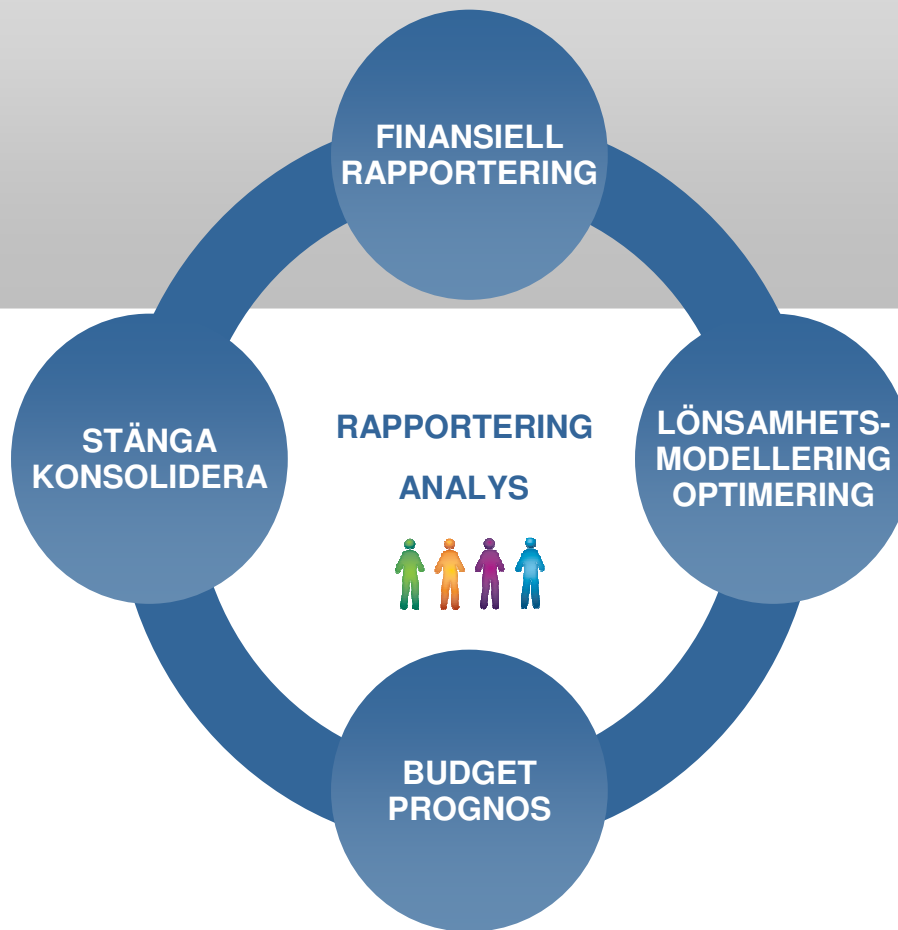 FINANSIELL
RAPPORTERING
STÄNGA
KONSOLIDERA
RAPPORTERING
ANALYS
LÖNSAMHETS-
MODELLERING
OPTIMERING
BUDGET
PROGNOS